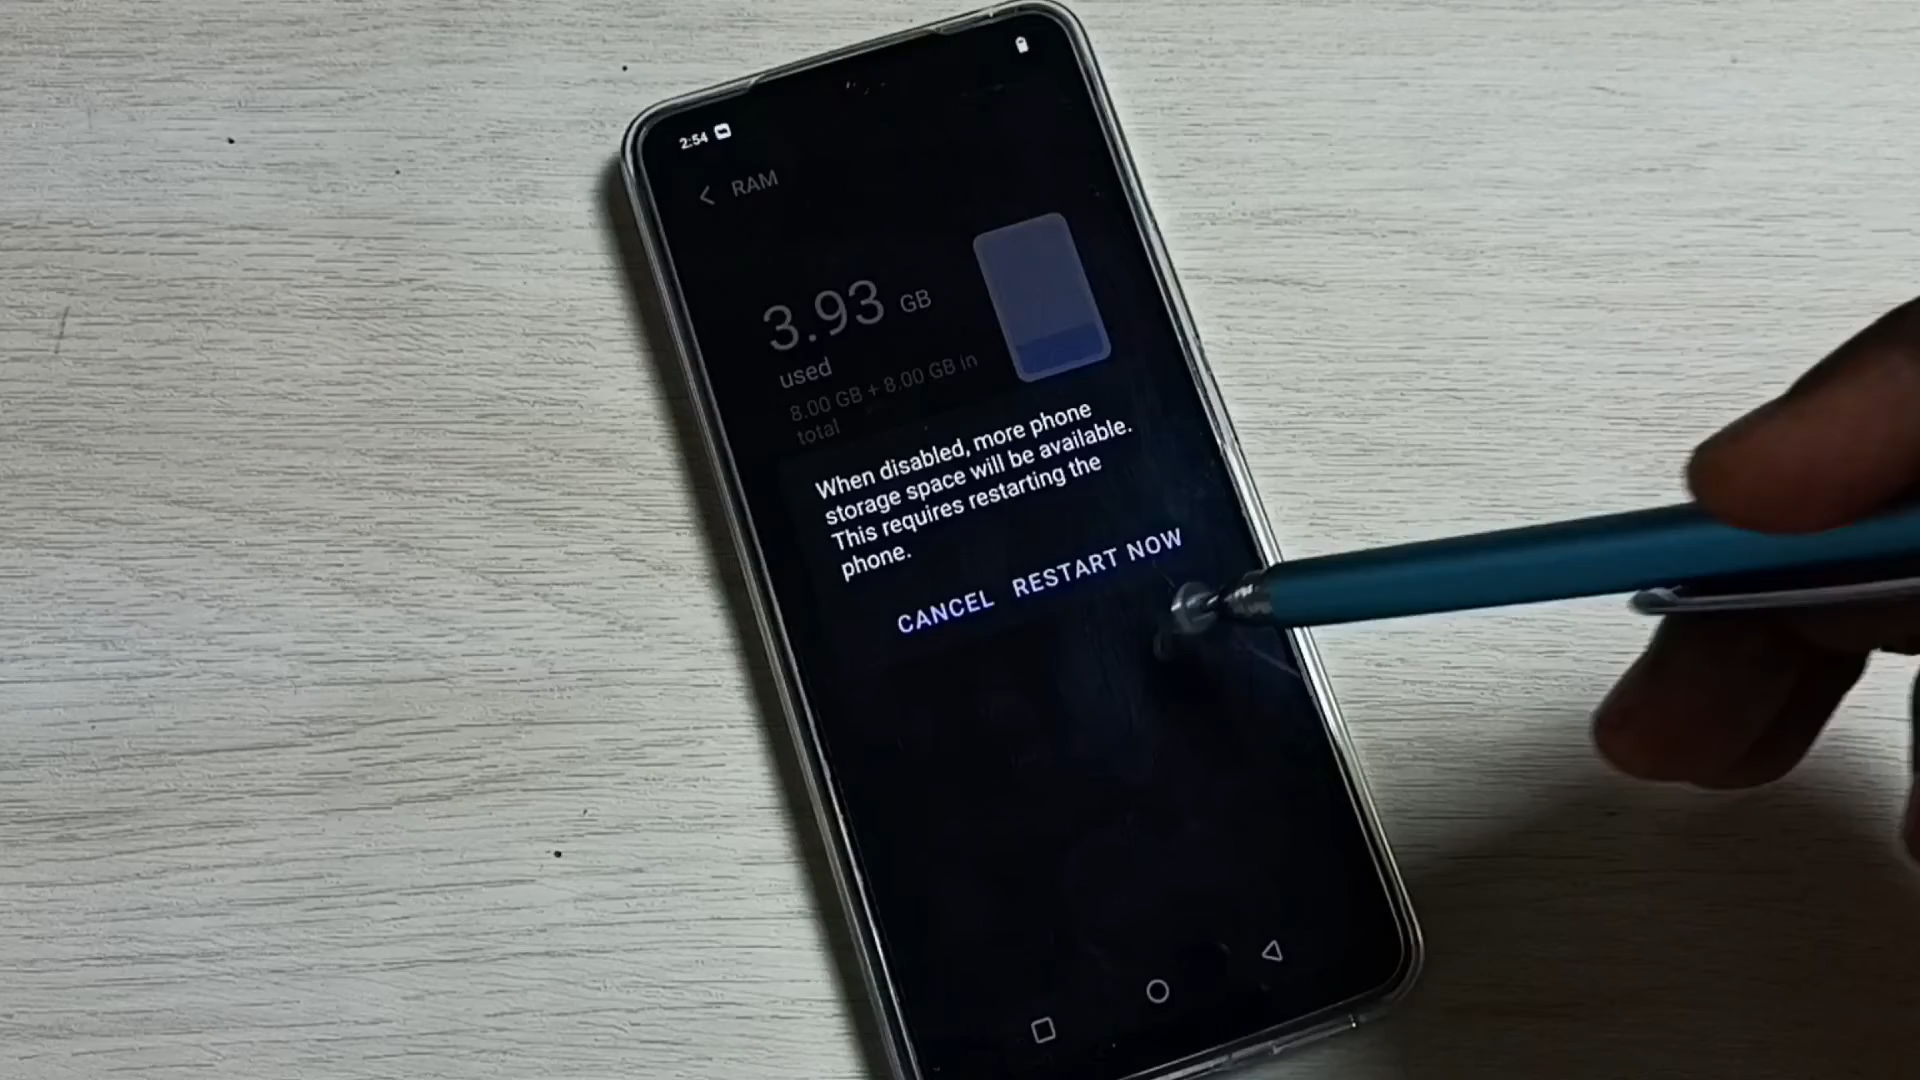 2:54
RAM
3.93 GB
used
8.00 GB + 8.00 GB in
total
When disabled, more phone
storage space will be available.
This requires restarting the
phone.
CANCEL RESTART NOW